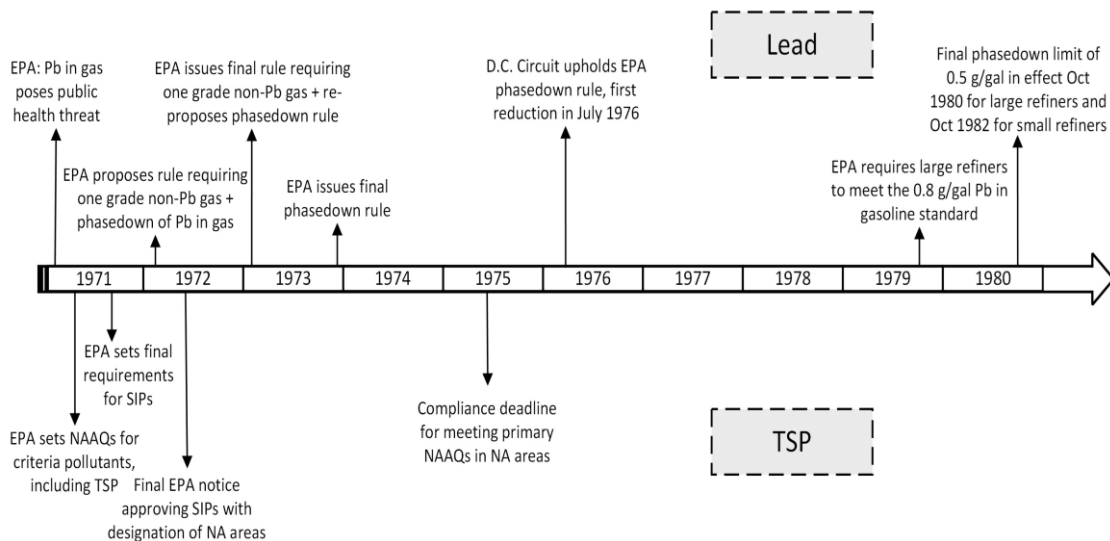 Lead
EPA: Pb in gas
poses public
health threat
EPA issues final rule requiring
one grade non-Pb gas + re-
proposes phasedown rule
D.C. Circuit upholds EPA
phasedown rule, first
reduction in July 1976
Final phasedown limit of
0.5 g/gal in effect Oct
1980 for large refiners and
Oct 1982 for small refiners
EPA proposes rule requiring
one grade non-Pb gas +
phasedown of Pb in gas
EPA issues final
phasedown rule
EPA requires large refiners
to meet the 0.8 g/gal Pb in
gasoline standard
1971 1972 1973 1974 1975 1976 1977 1978 1979 1980
EPA sets final
requirements
for SIPs
EPA sets NAAQs for
criteria pollutants,
including TSP
Final EPA notice
approving SIPs with
designation of NA areas
Compliance deadline
for meeting primary
NAAQs in NA areas
TSP